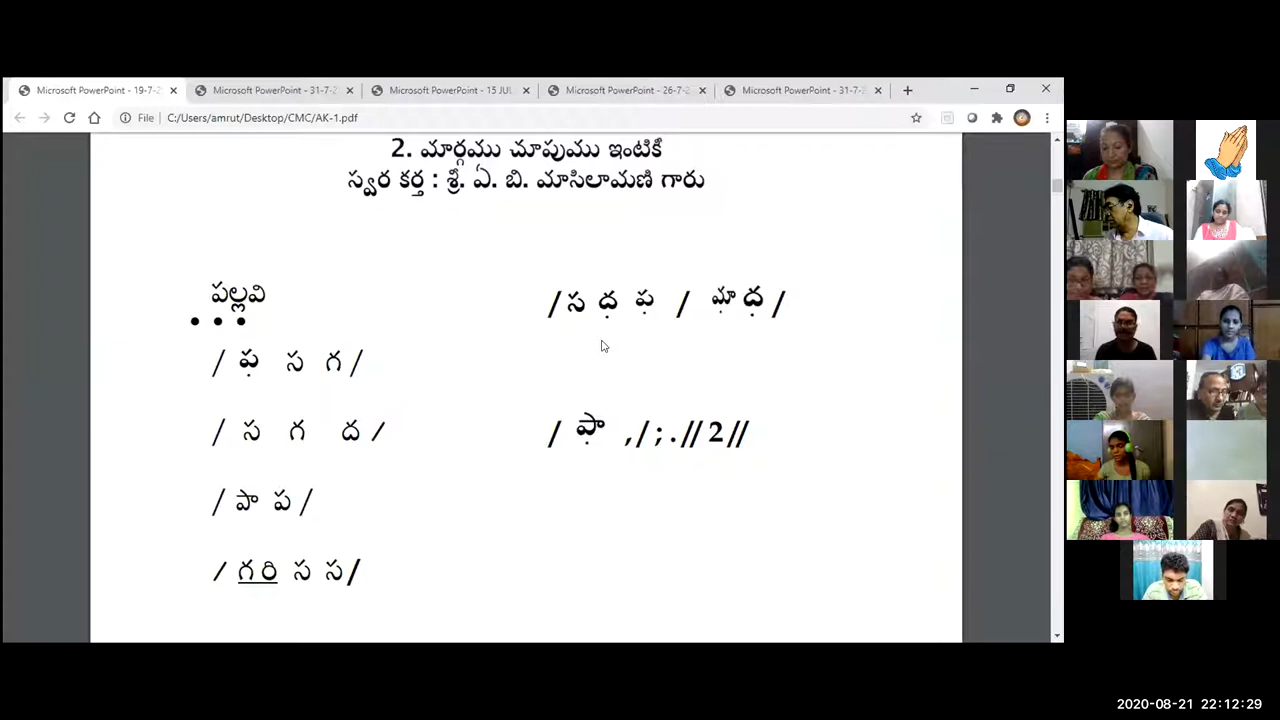 Microsoft PowerPoint - 19-7-2 Microsoft PowerPoint - 31-7-2 Microsoft PowerPoint - 15 JUL Microsoft PowerPoint - 26-7-2 Microsoft PowerPoint - 31-7-2
File | C:/Users/amrut/Desktop/CMC/AK-1.pdf
2. మార్గము చూపుము ఇంటికి
స్వర కర్త : శ్రీ. ఏ. బి. మాసిలామణి గారు
పల్లవి
/ ప̣ స గ /
/ స గ ద /
/ పా ప /
/ గరి స స /
/ స ద̣ ప̣ / మా̣ ద̣ /
/ పా̣ , / ; . // 2 //
2020-08-21 22:12:29